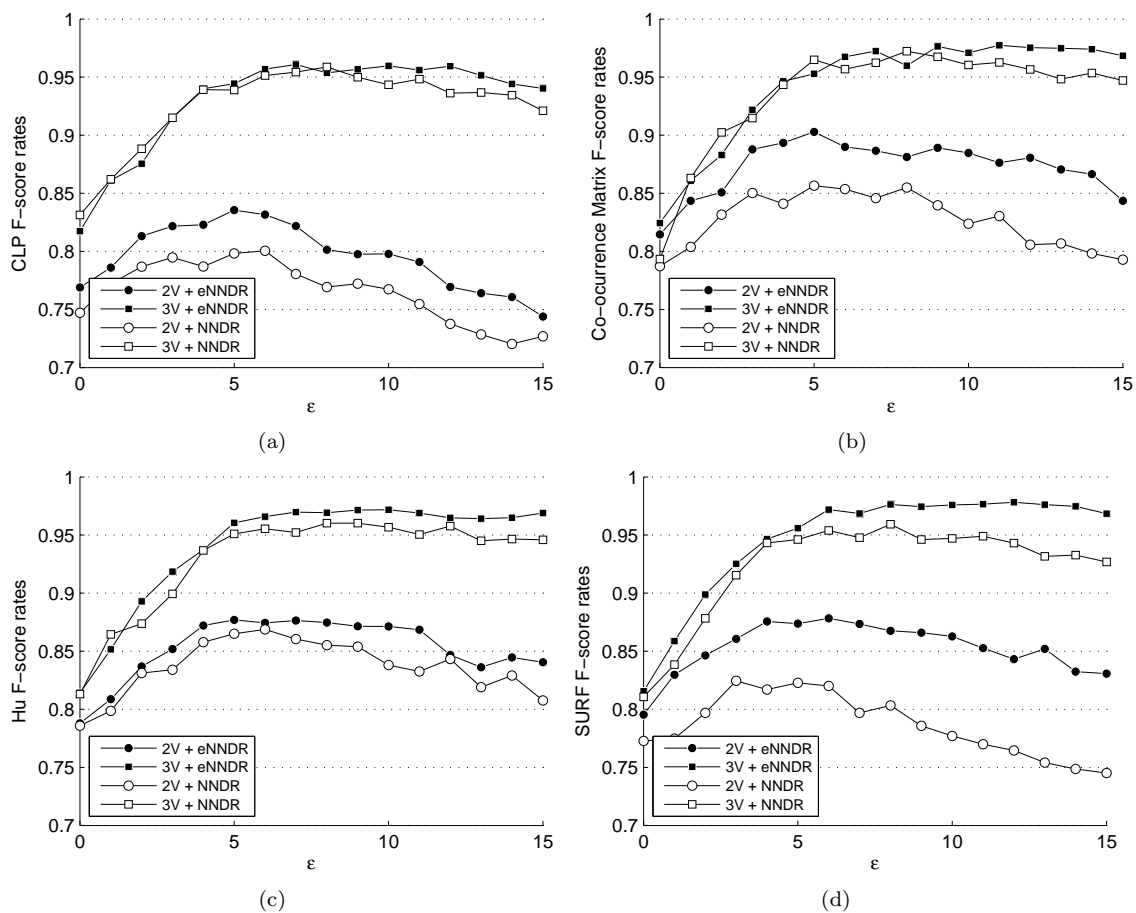 1
0.95
0.9
0.85
0.8
0.75
0.7
CLP F-score rates
2V + eNNDR
3V + eNNDR
2V + NNDR
3V + NNDR
0 5 10 15
ε
(a)
1
0.95
0.9
0.85
0.8
0.75
0.7
Co-ocurrence Matrix F-score rates
2V + eNNDR
3V + eNNDR
2V + NNDR
3V + NNDR
0 5 10 15
ε
(b)
1
0.95
0.9
0.85
0.8
0.75
0.7
Hu F-score rates
2V + eNNDR
3V + eNNDR
2V + NNDR
3V + NNDR
0 5 10 15
ε
(c)
1
0.95
0.9
0.85
0.8
0.75
0.7
SURF F-score rates
2V + eNNDR
3V + eNNDR
2V + NNDR
3V + NNDR
0 5 10 15
ε
(d)